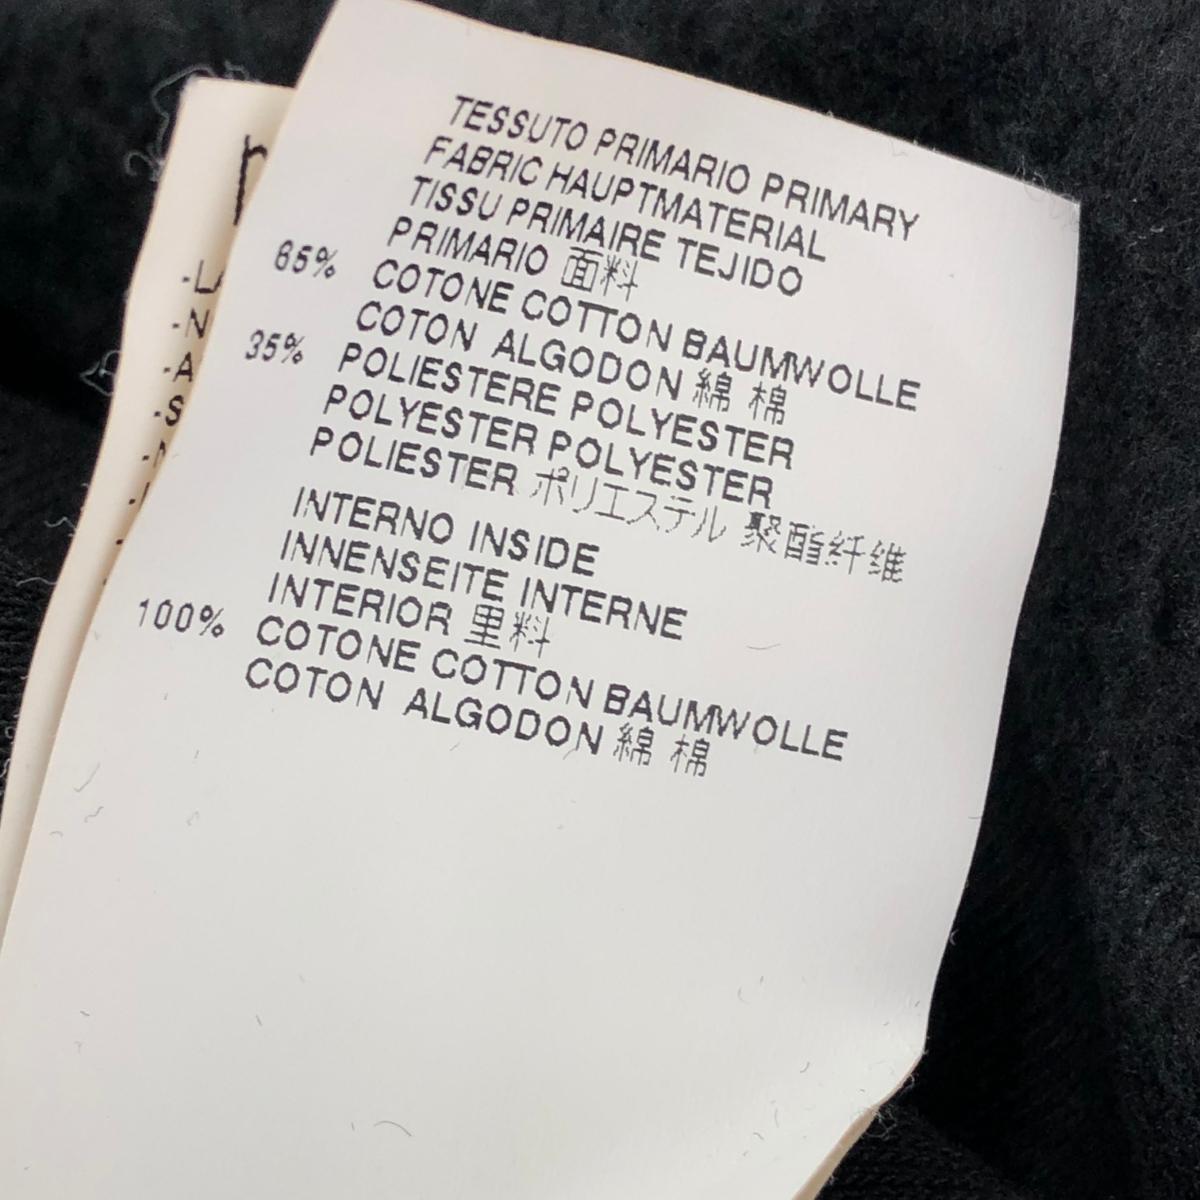 TESSUTO PRIMARIO PRIMARY
FABRIC HAUPTMATERIAL
TISSU PRIMAIRE TEJIDO
PRIMARIO 面料
65% COTONE COTTON BAUMWOLLE
COTON ALGODON 綿 棉
35% POLIESTERE POLYESTER
POLYESTER POLYESTER
POLIESTER ポリエステル 聚酯纤维
INTERNO INSIDE
INNENSEITE INTERNE
INTERIOR 里料
100% COTONE COTTON BAUMWOLLE
COTON ALGODON 綿 棉